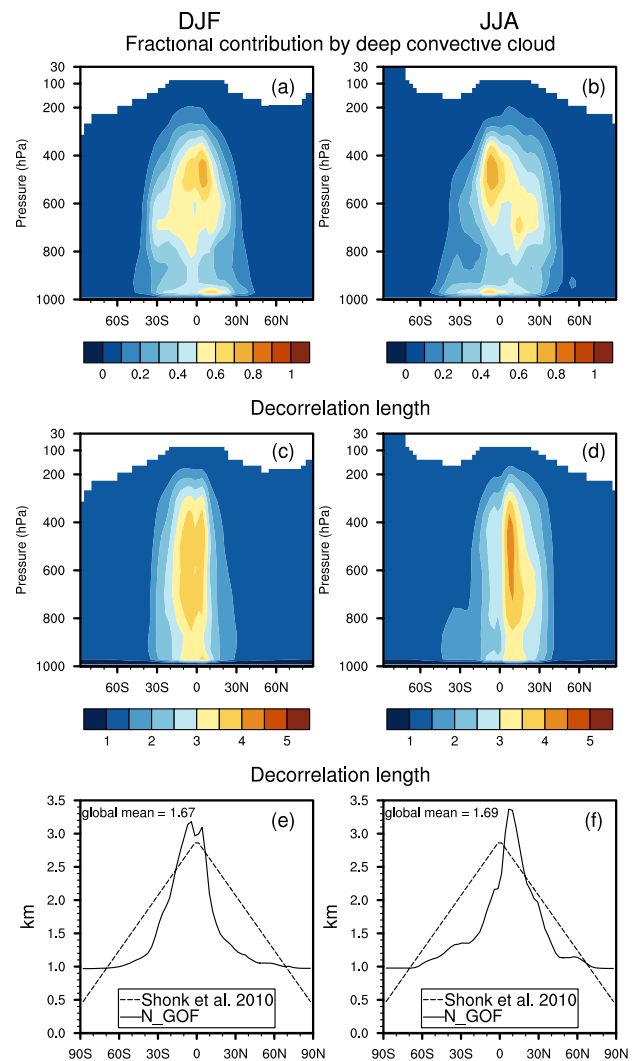 DJF JJA
Fractional contribution by deep convective cloud
(a) (b)
30 30
100 100
200 200
400 400
600 600
800 800
1000 1000
Pressure (hPa) Pressure (hPa)
60S 30S 0 30N 60N 60S 30S 0 30N 60N
0 0.2 0.4 0.6 0.8 1 0 0.2 0.4 0.6 0.8 1
Decorrelation length
(c) (d)
30 30
100 100
200 200
400 400
600 600
800 800
1000 1000
Pressure (hPa) Pressure (hPa)
60S 30S 0 30N 60N 60S 30S 0 30N 60N
1 2 3 4 5 1 2 3 4 5
Decorrelation length
3.5 3.5
global mean = 1.67 (e) global mean = 1.69 (f)
3.0 3.0
2.5 2.5
2.0 2.0
km km
1.5 1.5
1.0 1.0
0.5 0.5
Shonk et al. 2010 Shonk et al. 2010
N_GOF N_GOF
0.0 0.0
90S 60S 30S 0 30N 60N 90N 90S 60S 30S 0 30N 60N 90N